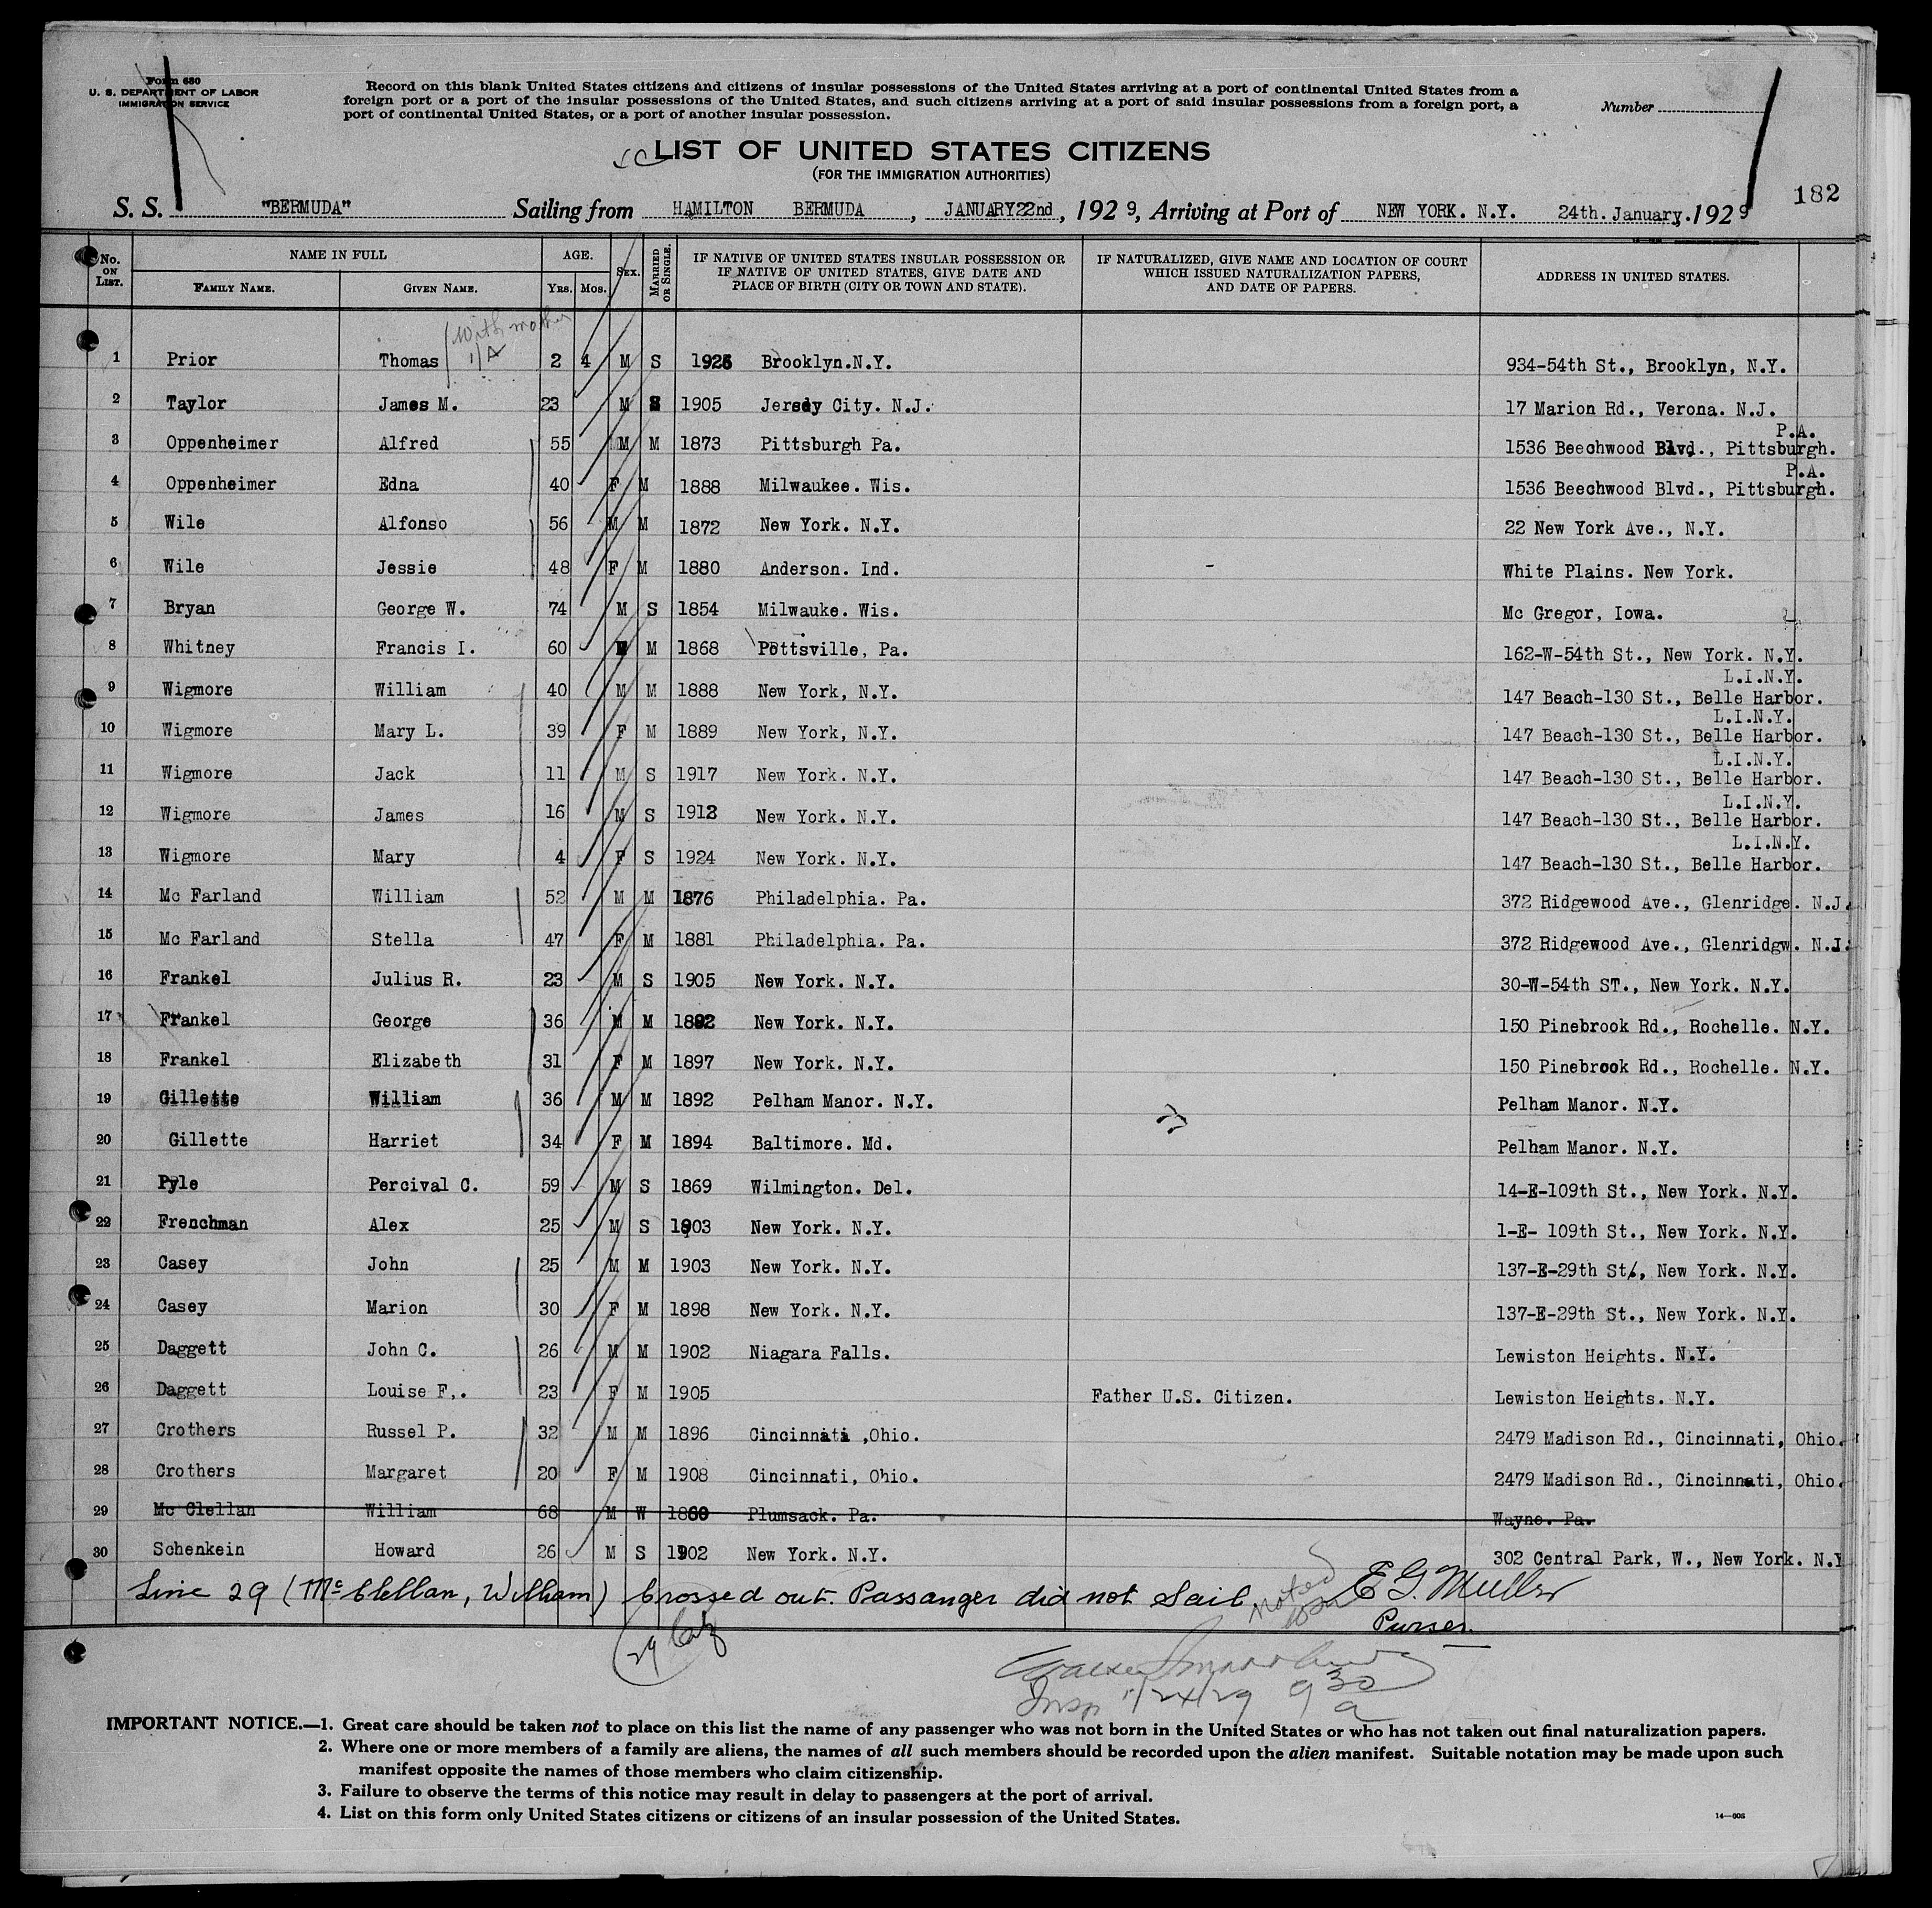 Form 630
U. S. DEPARTMENT OF LABOR
IMMIGRATION SERVICE
Record on this blank United States citizens and citizens of insular possessions of the United States arriving at a port of continental United States from a
foreign port or a port of the insular possessions of the United States, and such citizens arriving at a port of said insular possessions from a foreign port, a
port of continental United States, or a port of another insular possession.
Number
LIST OF UNITED STATES CITIZENS
(FOR THE IMMIGRATION AUTHORITIES)
182
S. S. "BERMUDA" Sailing from HAMILTON BERMUDA, JANUARY 22nd, 1929, Arriving at Port of NEW YORK. N.Y. 24th. January, 1929
No. ON LIST. NAME IN FULL FAMILY NAME. GIVEN NAME. AGE. YRS. MOS. SEX. MARRIED OR SINGLE. IF NATIVE OF UNITED STATES INSULAR POSSESSION OR IF NATIVE OF UNITED STATES, GIVE DATE AND PLACE OF BIRTH (CITY OR TOWN AND STATE). IF NATURALIZED, GIVE NAME AND LOCATION OF COURT WHICH ISSUED NATURALIZATION PAPERS, AND DATE OF PAPERS. ADDRESS IN UNITED STATES.
With mother
1/A
1 Prior Thomas 2 4 M S 1926 Brooklyn.N.Y. 934-54th St., Brooklyn, N.Y.
2 Taylor James M. 23 M S 1905 Jersey City. N.J. 17 Marion Rd., Verona. N.J.
3 Oppenheimer Alfred 55 M M 1873 Pittsburgh Pa. 1536 Beechwood Blvd., Pittsburgh. P.A.
4 Oppenheimer Edna 40 F M 1888 Milwaukee. Wis. 1536 Beechwood Blvd., Pittsburgh. P.A.
5 Wile Alfonso 56 M M 1872 New York. N.Y. 22 New York Ave., N.Y.
6 Wile Jessie 48 F M 1880 Anderson. Ind. - White Plains. New York.
7 Bryan George W. 74 M S 1854 Milwauke. Wis. Mc Gregor, Iowa.
8 Whitney Francis I. 60 M M 1868 Pottsville, Pa. 162-W-54th St., New York. N.Y.
9 Wigmore William 40 M M 1888 New York, N.Y. 147 Beach-130 St., Belle Harbor. L.I.N.Y.
10 Wigmore Mary L. 39 F M 1889 New York, N.Y. 147 Beach-130 St., Belle Harbor. L.I.N.Y.
11 Wigmore Jack 11 M S 1917 New York. N.Y. 147 Beach-130 St., Belle Harbor. L.I.N.Y.
12 Wigmore James 16 M S 1912 New York. N.Y. 147 Beach-130 St., Belle Harbor. L.I.N.Y.
13 Wigmore Mary 4 F S 1924 New York. N.Y. 147 Beach-130 St., Belle Harbor. L.I.N.Y.
14 Mc Farland William 52 M M 1876 Philadelphia. Pa. 372 Ridgewood Ave., Glenridge. N.J.
15 Mc Farland Stella 47 F M 1881 Philadelphia. Pa. 372 Ridgewood Ave., Glenridgw. N.J.
16 Frankel Julius R. 23 M S 1905 New York. N.Y. 30-W-54th ST., New York. N.Y.
17 Frankel George 36 M M 1892 New York. N.Y. 150 Pinebrook Rd., Rochelle. N.Y.
18 Frankel Elizabeth 31 F M 1897 New York. N.Y. 150 Pinebrook Rd., Rochelle. N.Y.
19 Gillette William 36 M M 1892 Pelham Manor. N.Y. Pelham Manor. N.Y.
20 Gillette Harriet 34 F M 1894 Baltimore. Md. Pelham Manor. N.Y.
21 Pyle Percival C. 59 M S 1869 Wilmington. Del. 14-E-109th St., New York. N.Y.
22 Frenchman Alex 25 M S 1903 New York. N.Y. 1-E- 109th St., New York. N.Y.
23 Casey John 25 M M 1903 New York. N.Y. 137-E-29th St., New York. N.Y.
24 Casey Marion 30 F M 1898 New York. N.Y. 137-E-29th St., New York. N.Y.
25 Daggett John C. 26 M M 1902 Niagara Falls. Lewiston Heights. N.Y.
26 Daggett Louise F,. 23 F M 1905 Father U.S. Citizen. Lewiston Heights. N.Y.
27 Crothers Russel P. 32 M M 1896 Cincinnati ,Ohio. 2479 Madison Rd., Cincinnati, Ohio.
28 Crothers Margaret 20 F M 1908 Cincinnati, Ohio. 2479 Madison Rd., Cincinnati, Ohio.
29 Mc Clellan William 68 M W 1860 Plumsack. Pa. Wayne. Pa.
30 Schenkein Howard 26 M S 1902 New York. N.Y. 302 Central Park, W., New York. N.Y
Line 29 (McClellan, William) Crossed out. Passanger did not Sail. Noted E G. Muller
Purser.
29
Insp 1/24/29 9 30 a
IMPORTANT NOTICE.—1. Great care should be taken not to place on this list the name of any passenger who was not born in the United States or who has not taken out final naturalization papers.
2. Where one or more members of a family are aliens, the names of all such members should be recorded upon the alien manifest. Suitable notation may be made upon such
manifest opposite the names of those members who claim citizenship.
3. Failure to observe the terms of this notice may result in delay to passengers at the port of arrival.
4. List on this form only United States citizens or citizens of an insular possession of the United States.
14—608